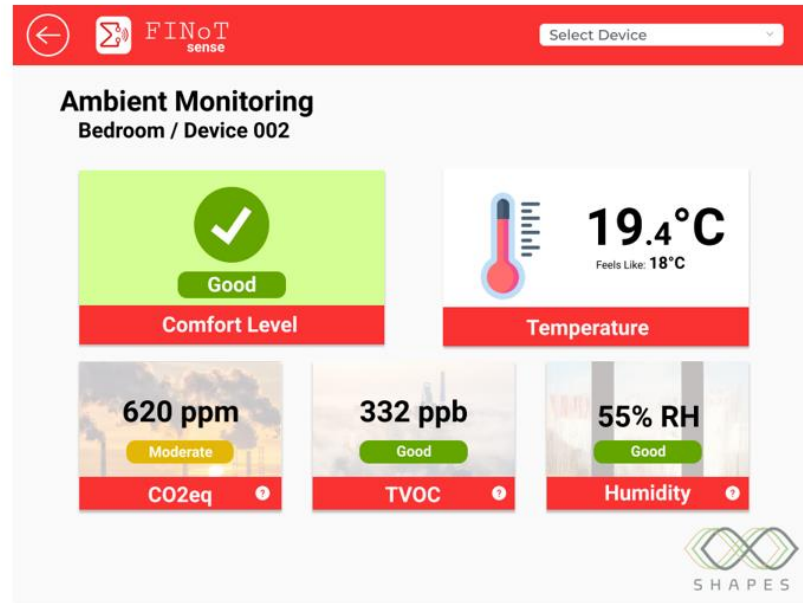 FINoT
sense
Select Device
Ambient Monitoring
Bedroom / Device 002
Good
Comfort Level
19.4°C
Feels Like: 18°C
Temperature
620 ppm
Moderate
CO2eq ?
332 ppb
Good
TVOC ?
55% RH
Good
Humidity ?
SHAPES